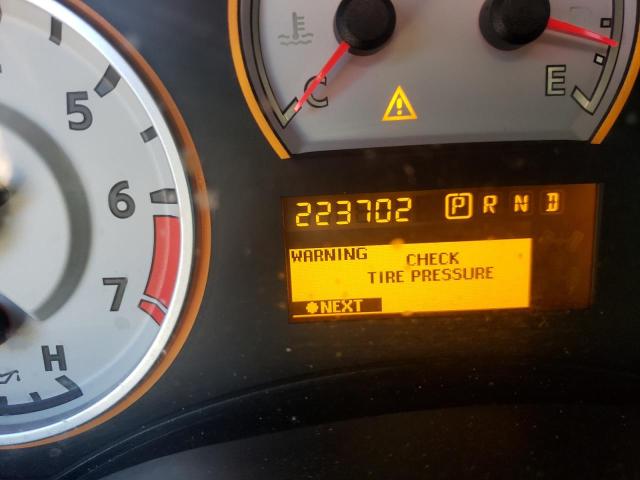 5
6
7
H
C
E
223702 P R N D
WARNING
CHECK
TIRE PRESSURE
NEXT